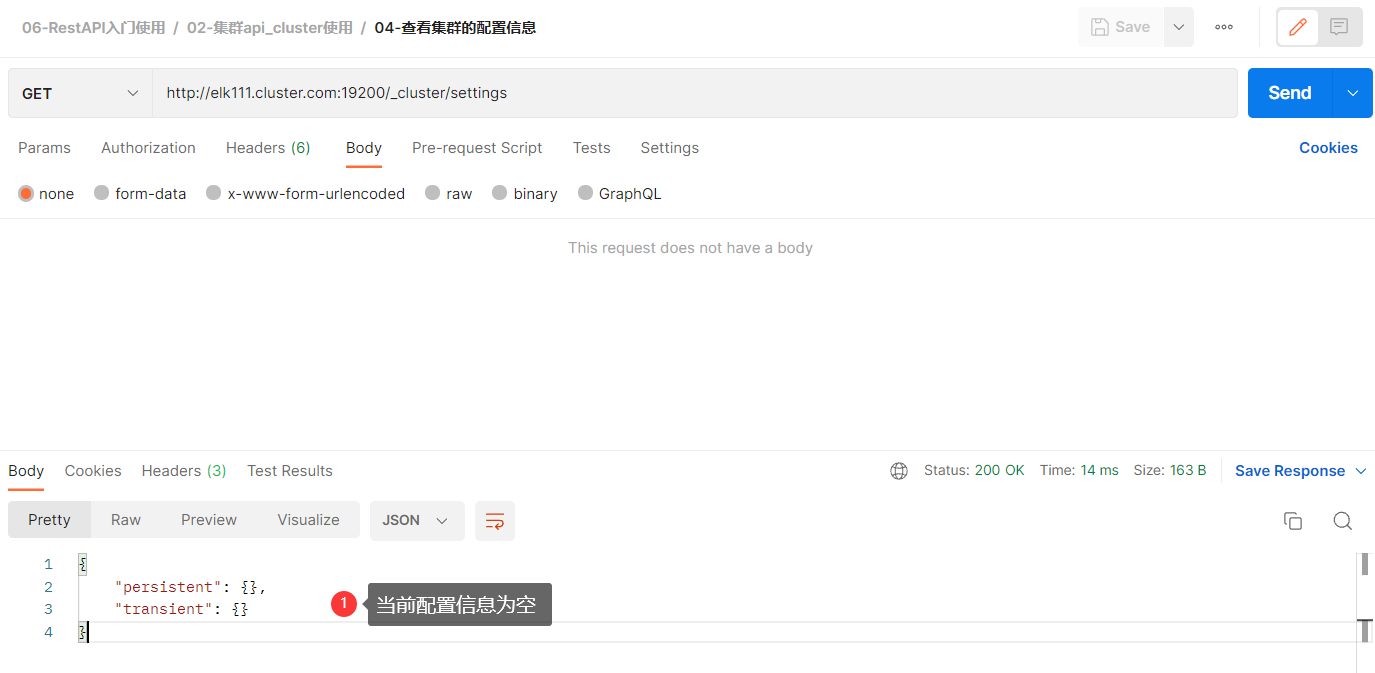 06-RestAPI入门使用 / 02-集群api_cluster使用 / 04-查看集群的配置信息
Save
GET http://elk111.cluster.com:19200/_cluster/settings Send
Params Authorization Headers (6) Body Pre-request Script Tests Settings Cookies
none form-data x-www-form-urlencoded raw binary GraphQL
This request does not have a body
Body Cookies Headers (3) Test Results Status: 200 OK Time: 14 ms Size: 163 B Save Response
Pretty Raw Preview Visualize JSON
1 {
2 "persistent": {},
3 "transient": {} 1 当前配置信息为空
4 }